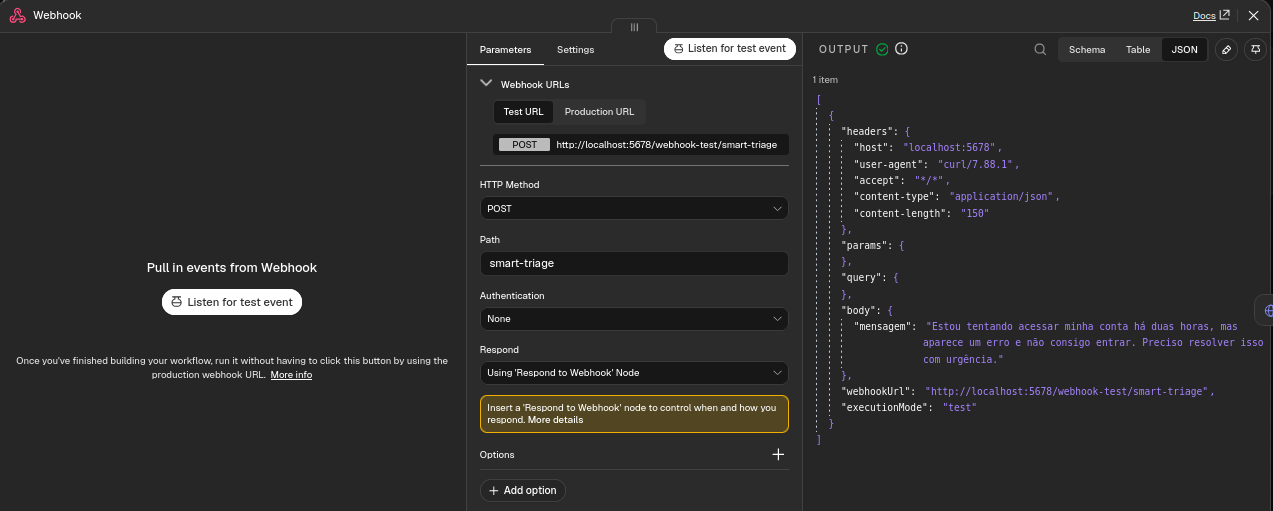 Webhook
Docs
Pull in events from Webhook
Listen for test event
Once you've finished building your workflow, run it without having to click this button by using the
production webhook URL. More info
Parameters
Settings
Listen for test event
Webhook URLs
Test URL
Production URL
POST http://localhost:5678/webhook-test/smart-triage
HTTP Method
POST
Path
smart-triage
Authentication
None
Respond
Using 'Respond to Webhook' Node
Insert a 'Respond to Webhook' node to control when and how you
respond. More details
Options
Add option
OUTPUT
Schema
Table
JSON
1 item
[
{
"headers": {
"host": "localhost:5678",
"user-agent": "curl/7.88.1",
"accept": "*/*",
"content-type": "application/json",
"content-length": "150"
},
"params": {
},
"query": {
},
"body": {
"mensagem": "Estou tentando acessar minha conta há duas horas, mas
aparece um erro e não consigo entrar. Preciso resolver isso
com urgência."
},
"webhookUrl": "http://localhost:5678/webhook-test/smart-triage",
"executionMode": "test"
}
]